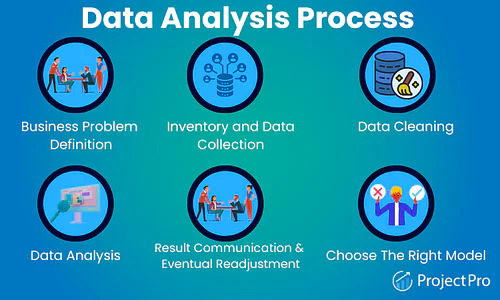 Data Analysis Process
Business Problem
Definition
Inventory and Data
Collection
Data Cleaning
Data Analysis
Result Communication &
Eventual Readjustment
Choose The Right Model
ProjectPro